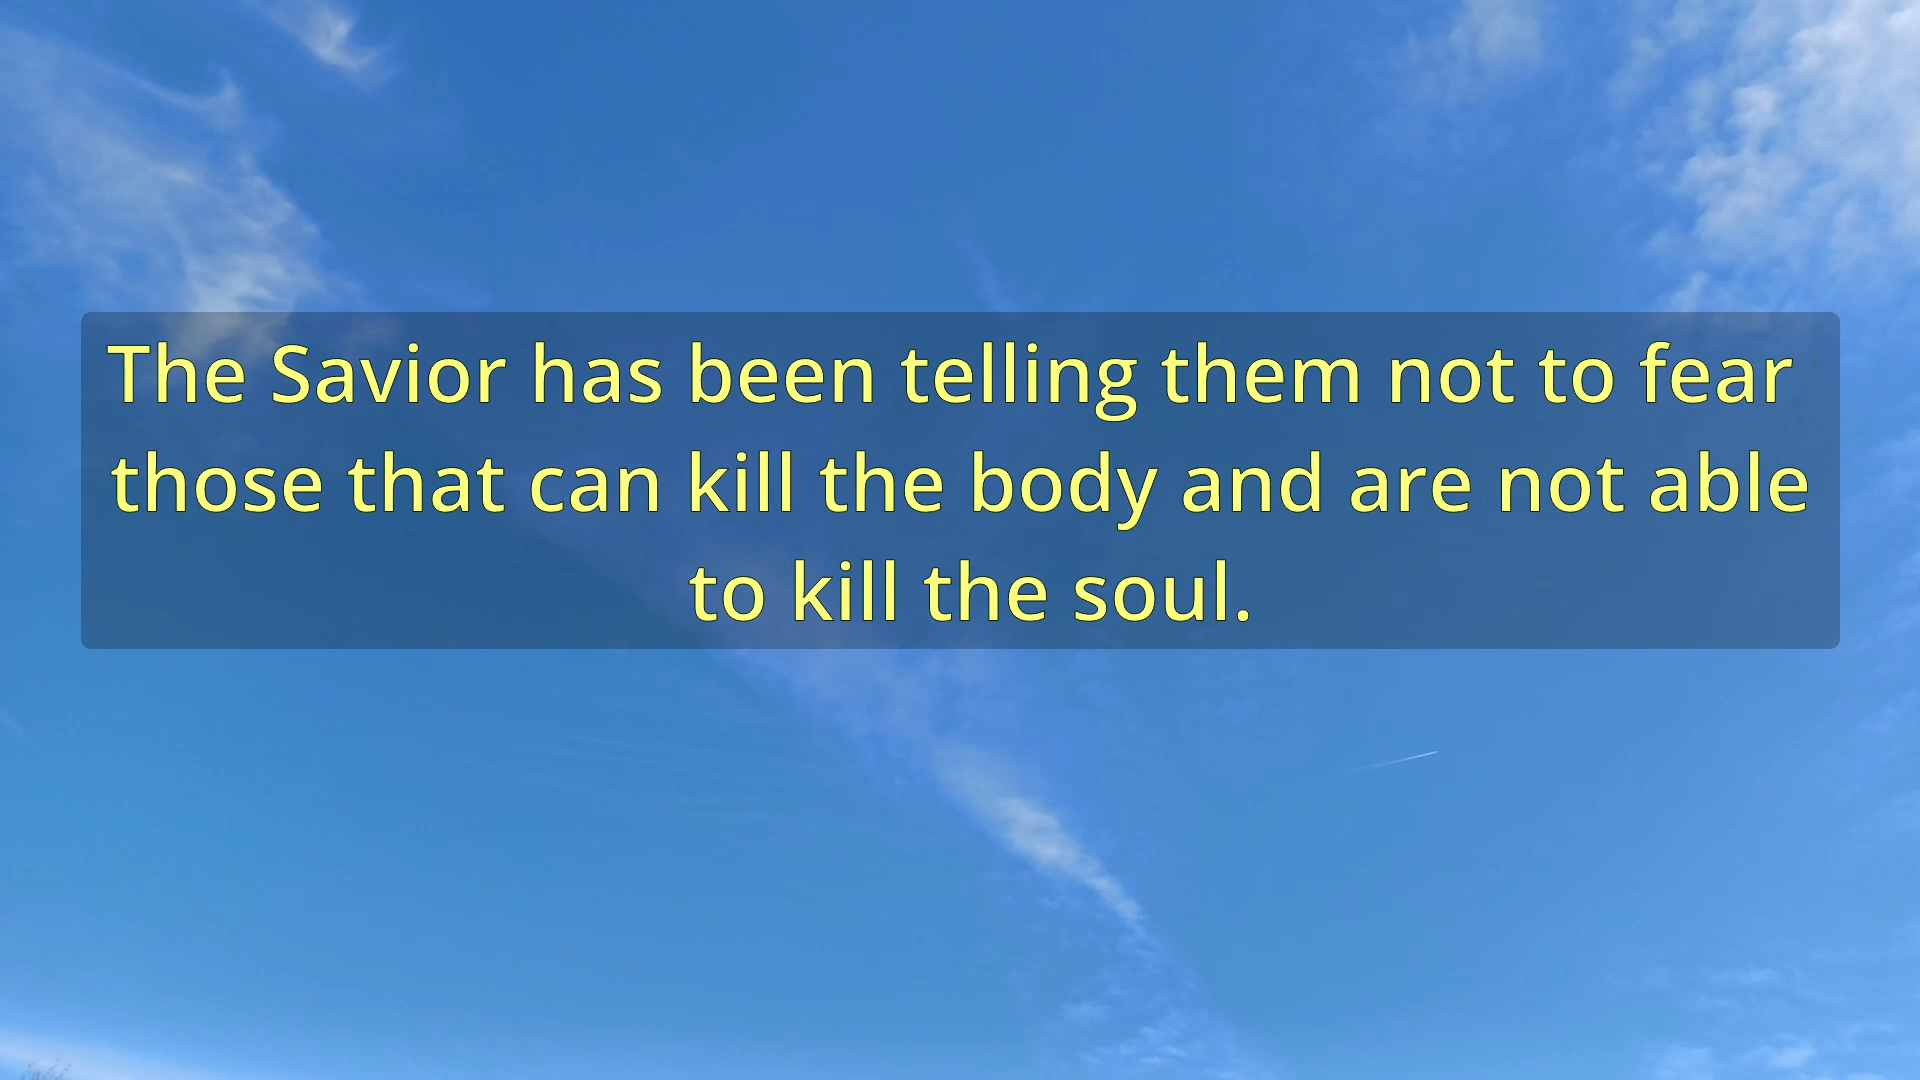 The Savior has been telling them not to fear
those that can kill the body and are not able
to kill the soul.